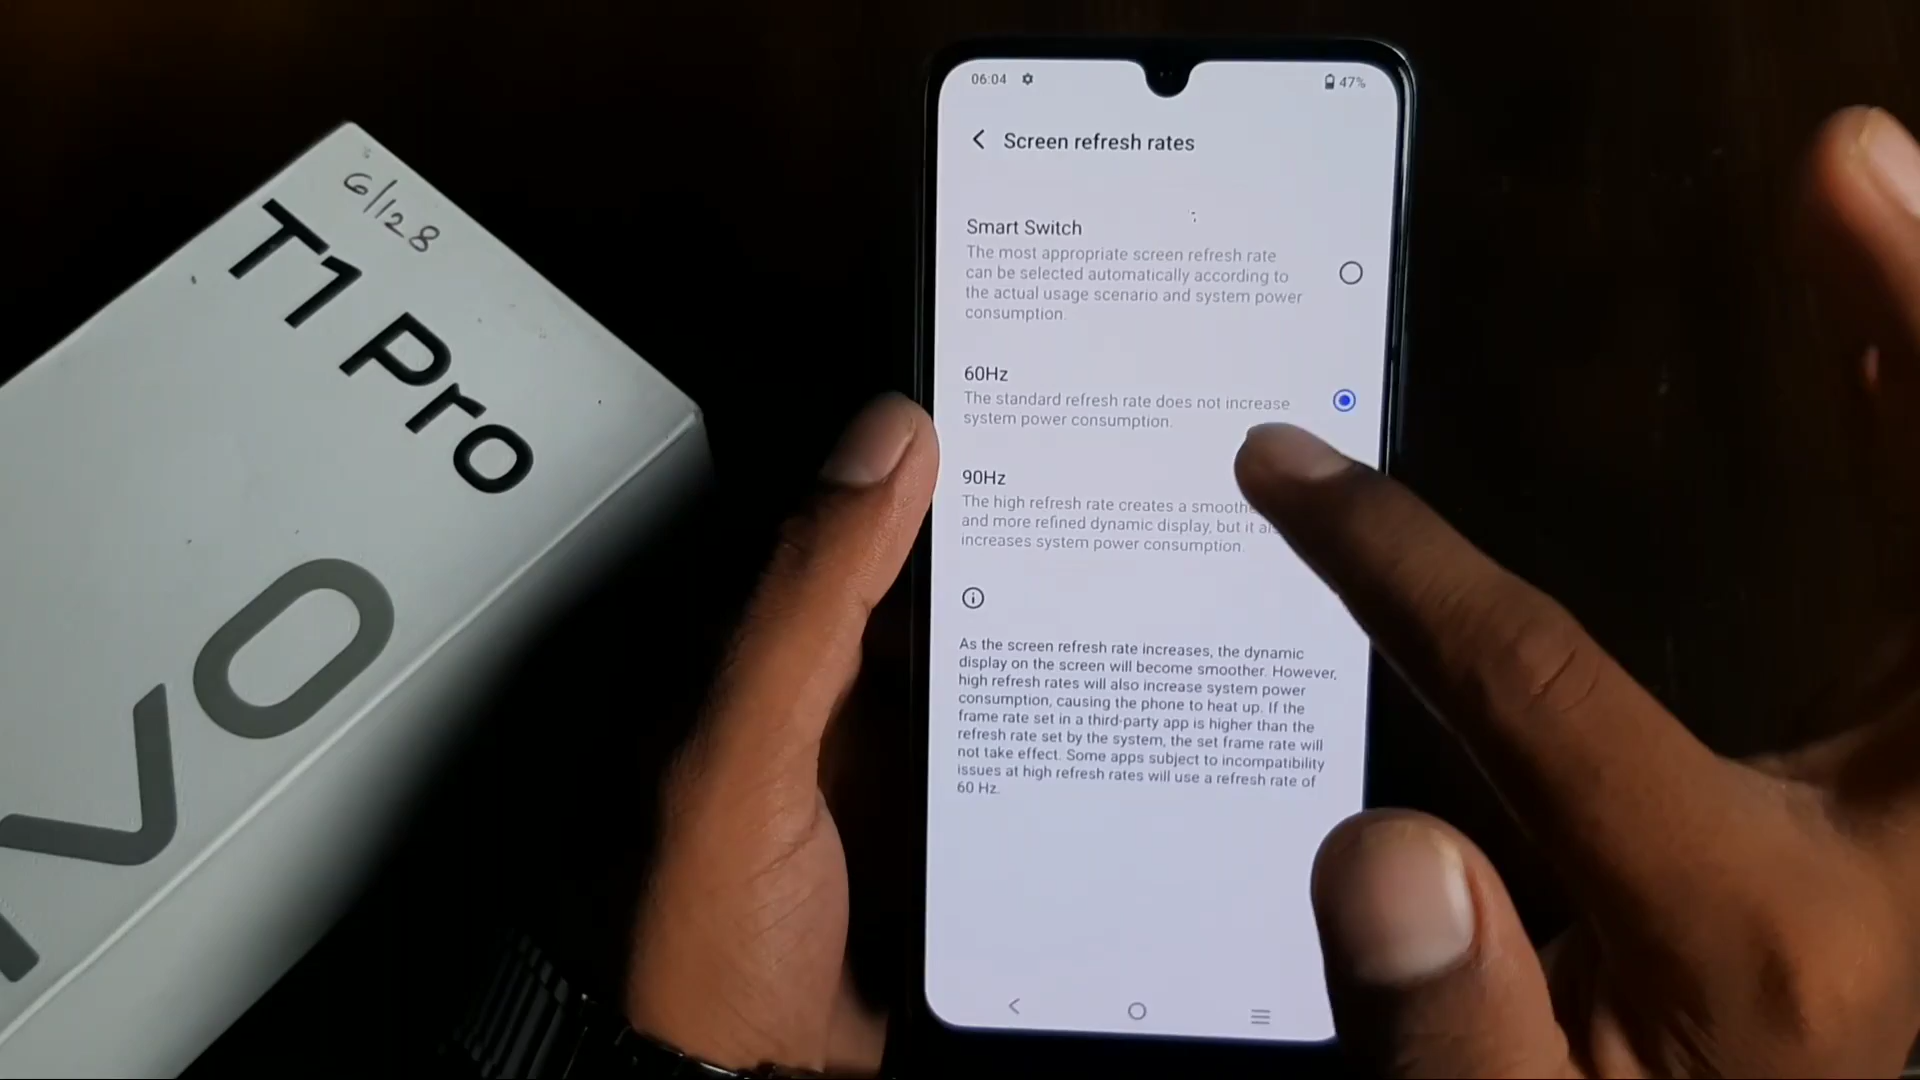 6/128
T1 Pro
vivo
06:04
47%
Screen refresh rates
Smart Switch
The most appropriate screen refresh rate
can be selected automatically according to
the actual usage scenario and system power
consumption.
60Hz
The standard refresh rate does not increase
system power consumption.
90Hz
The high refresh rate creates a
and more refined dynamic display, but it
increases system power consumption.
As the screen refresh rate increases, the dynamic
display on the screen will become smoother. However,
high refresh rates will also increase system power
consumption, causing the phone to heat up. If the
frame rate set in a third-party app is higher than the
refresh rate set by the system, the set frame rate will
not take effect. Some apps subject to incompatibility
issues at high refresh rates will use a refresh rate of
60 Hz.